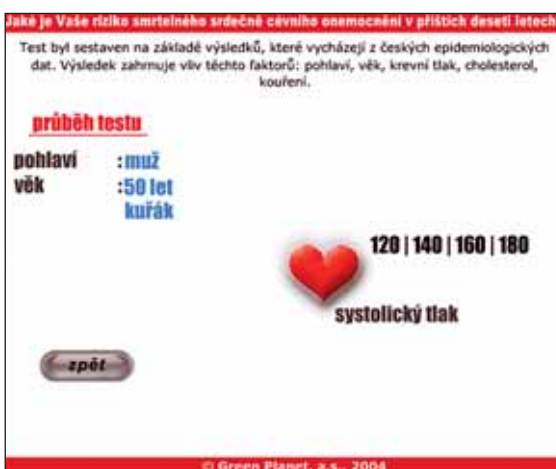 Jaké je Vaše riziko smrtelného srdečně cévního onemocnění v příštích deseti letech
Test byl sestaven na základě výsledků, které vycházejí z českých epidemiologických
dat. Výsledek zahrnuje vliv těchto faktorů: pohlaví, věk, krevní tlak, cholesterol,
kouření.
průběh testu
pohlaví :muž
věk :50 let
kuřák
120 | 140 | 160 | 180
systolický tlak
zpět
© Green Planet, a.s., 2004